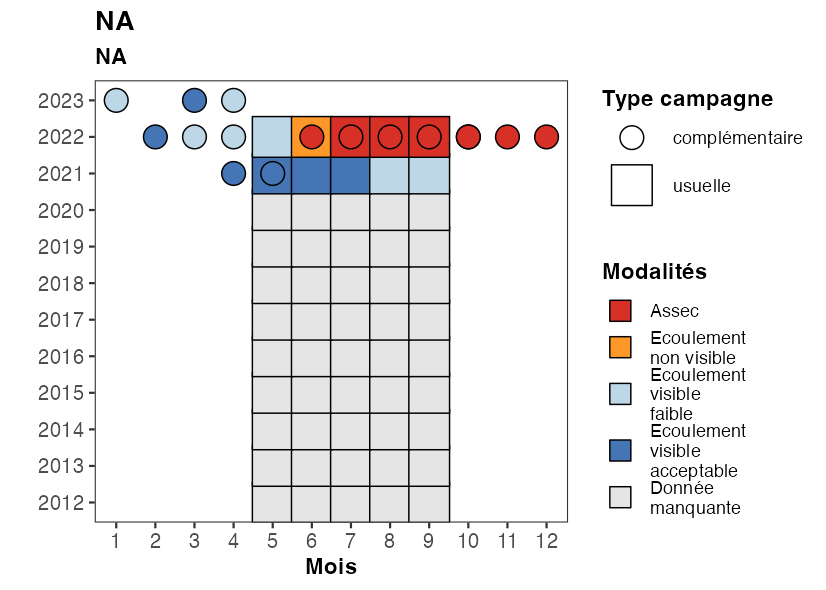 NA
NA
2023
2022
2021
2020
2019
2018
2017
2016
2015
2014
2013
2012
1 2 3 4 5 6 7 8 9 10 11 12
Mois
Type campagne
complémentaire
usuelle
Modalités
Assec
Ecoulement
non visible
Ecoulement
visible
faible
Ecoulement
visible
acceptable
Donnée
manquante